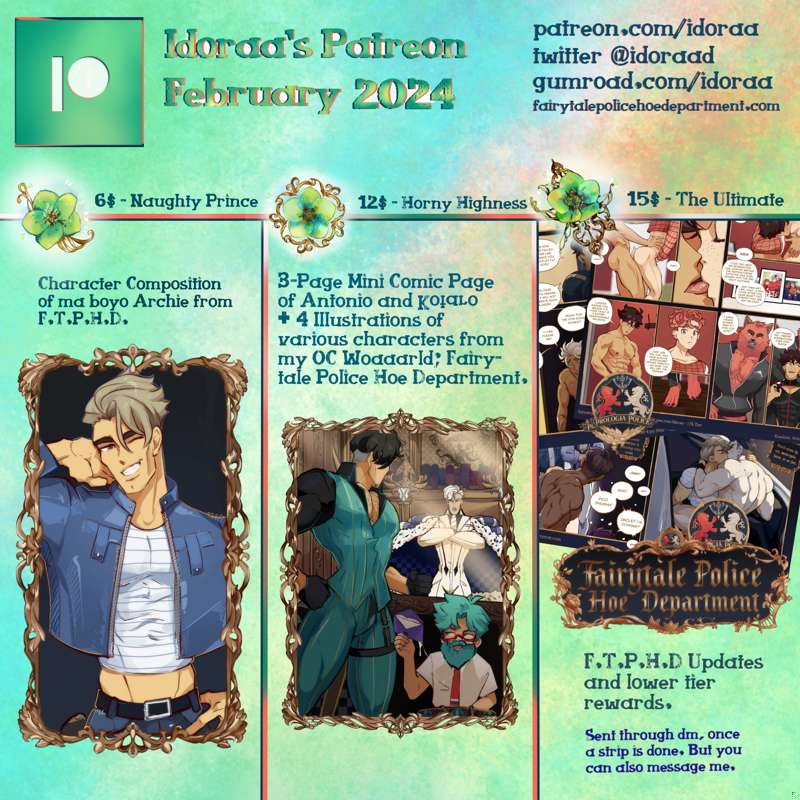 Idoraa's Patreon
February 2024
patreon.com/idoraa
twitter @idoraad
gumroad.com/idoraa
fairytalepolicehoedepartment.com
6$ - Naughty Prince
12$ - Horny Highness
15$ - The Ultimate
Character Composition
of ma boyo Archie from
F.T.P.H.D.
3-Page Mini Comic Page
of Antonio and
+ 4 Illustrations of
various characters from
my OC Woaaarld; Fairy-
tale Police Hoe Department.
Fairytale Police
Hoe Department
F.T.P.H.D Updates
and lower tier
rewards.
Sent through dm, once
a strip is done. But you
can also message me.